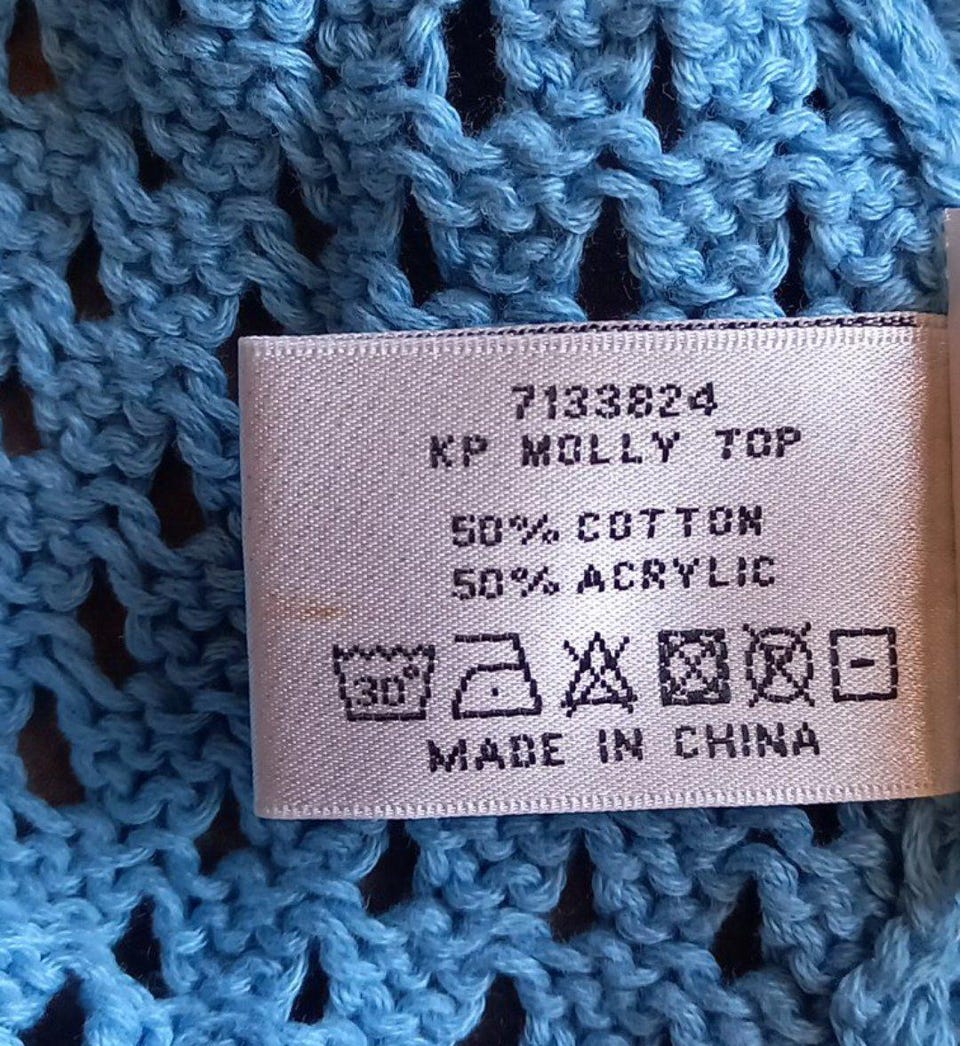 7133824
KP MOLLY TOP
50% COTTON
50% ACRYLIC
30°
MADE IN CHINA